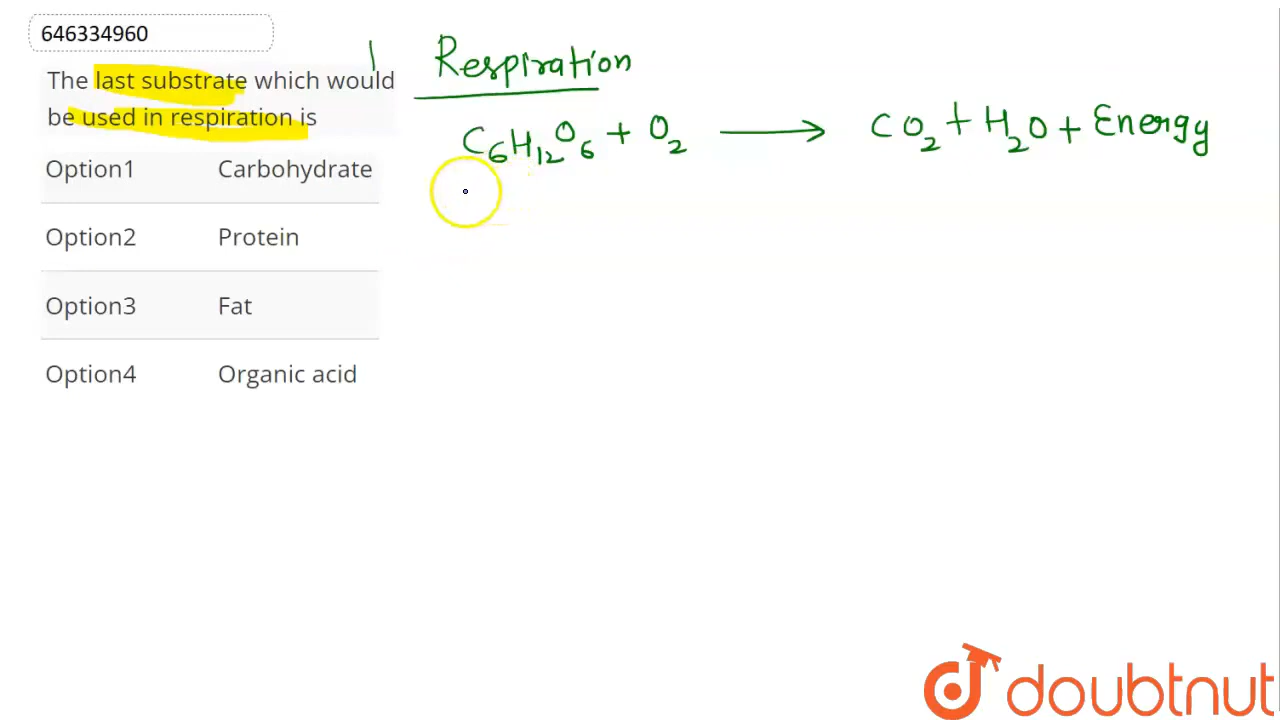 646334960
The last substrate which would
be used in respiration is
Option1 Carbohydrate
Option2 Protein
Option3 Fat
Option4 Organic acid
Respiration
C6H12O6 + O2 → CO2 + H2O + Energy
doubtnut